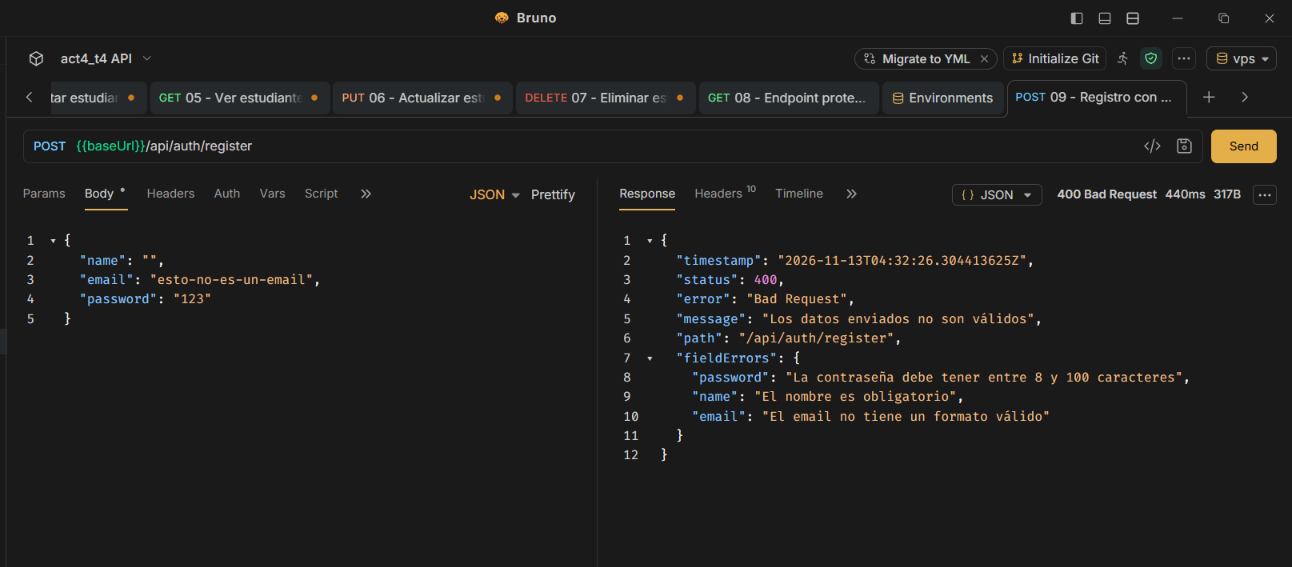 Bruno
act4_t4 API
Migrate to YML
Initialize Git
vps
tar estudiar
GET 05 - Ver estudiante
PUT 06 - Actualizar est
DELETE 07 - Eliminar es
GET 08 - Endpoint prote...
Environments
POST 09 - Registro con ...
POST {{baseUrl}}/api/auth/register
Send
Params Body Headers Auth Vars Script
JSON Prettify
Response Headers 10 Timeline
{ } JSON 400 Bad Request 440ms 317B
1 {
2 "name": "",
3 "email": "esto-no-es-un-email",
4 "password": "123"
5 }
1 {
2 "timestamp": "2026-11-13T04:32:26.304413625Z",
3 "status": 400,
4 "error": "Bad Request",
5 "message": "Los datos enviados no son válidos",
6 "path": "/api/auth/register",
7 "fieldErrors": {
8 "password": "La contraseña debe tener entre 8 y 100 caracteres",
9 "name": "El nombre es obligatorio",
10 "email": "El email no tiene un formato válido"
11 }
12 }